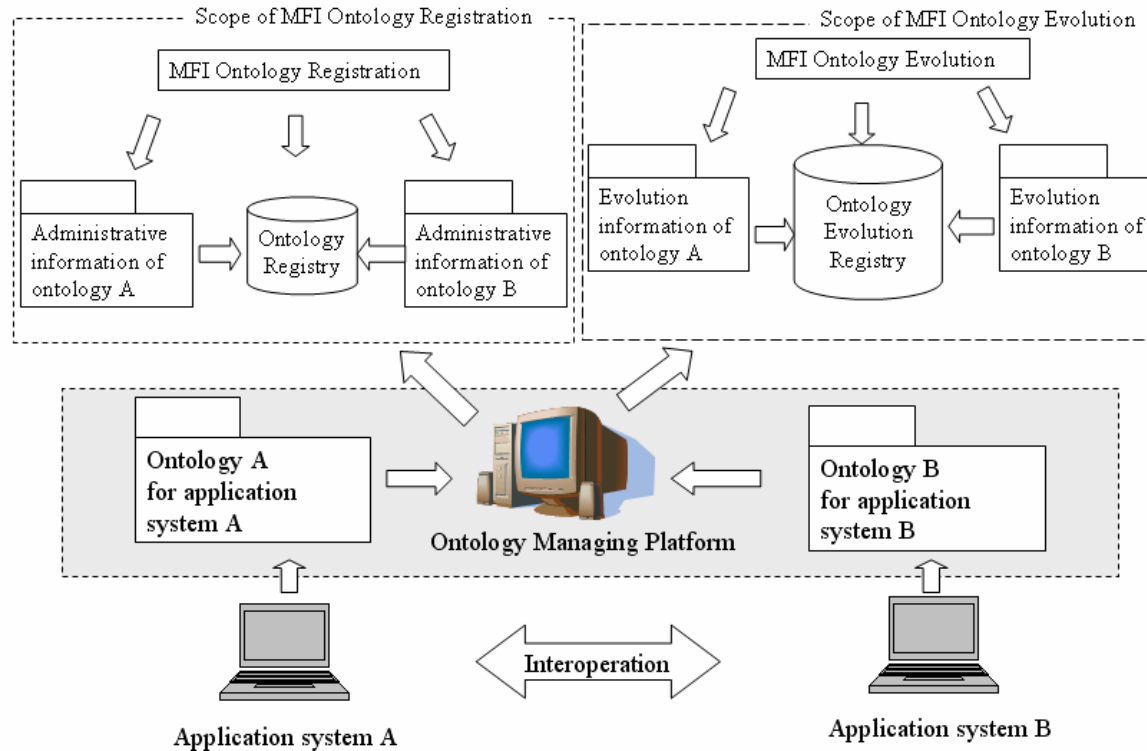 Scope of MFI Ontology Registration
MFI Ontology Registration
Administrative
information of
ontology A
Ontology
Registry
Administrative
information of
ontology B
Scope of MFI Ontology Evolution
MFI Ontology Evolution
Evolution
information of
ontology A
Ontology
Evolution
Registry
Evolution
information of
ontology B
Ontology A
for application
system A
Ontology Managing Platform
Ontology B
for application
system B
Interoperation
Application system A
Application system B